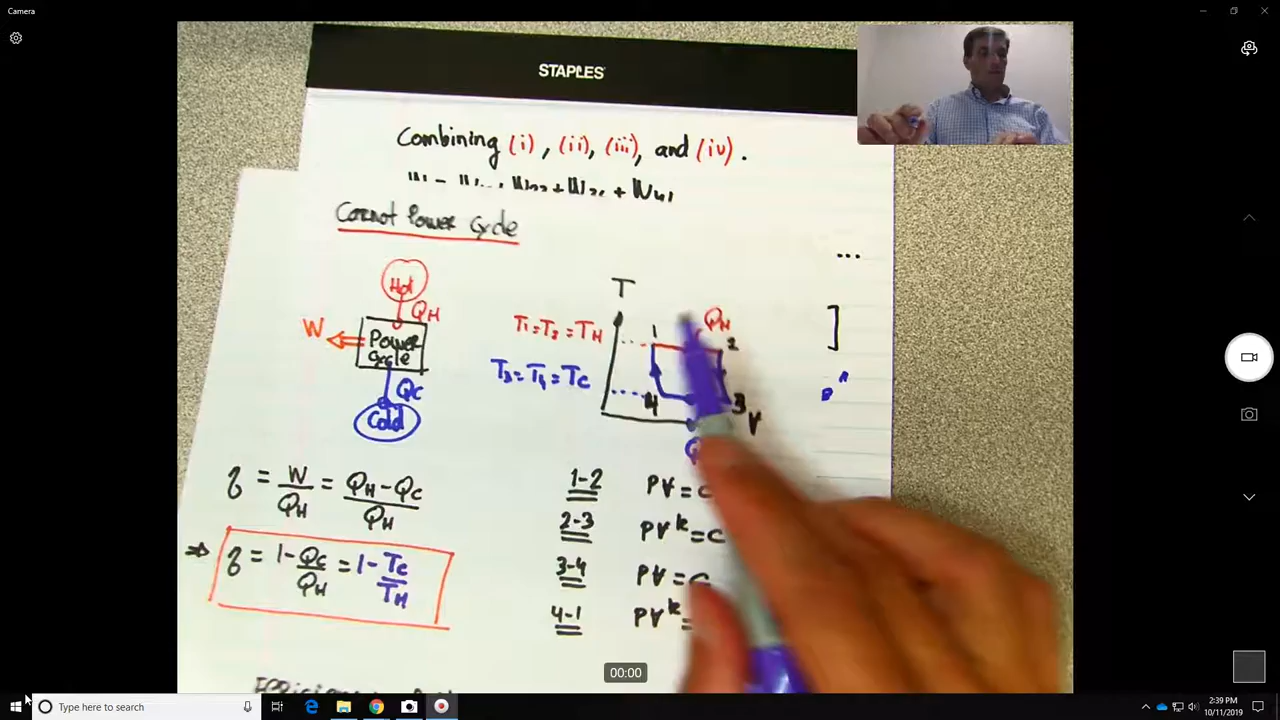 Camera
STAPLES
Combining (i), (ii), (iii), and (iv).
Carnot Power Cycle
Hot
QH
W
Power
Cycle
QC
Cold
T
T1=T2=TH
T3=T4=TC
1
QH
2
4
3
V
η = W/QH = QH-QC/QH
⇒ η = 1-QC/QH = 1-TC/TH
1-2 PV=C
2-3 PV^k=C
3-4 PV=C
4-1 PV^k=
00:00
Type here to search
2:39 PM
10/11/2019